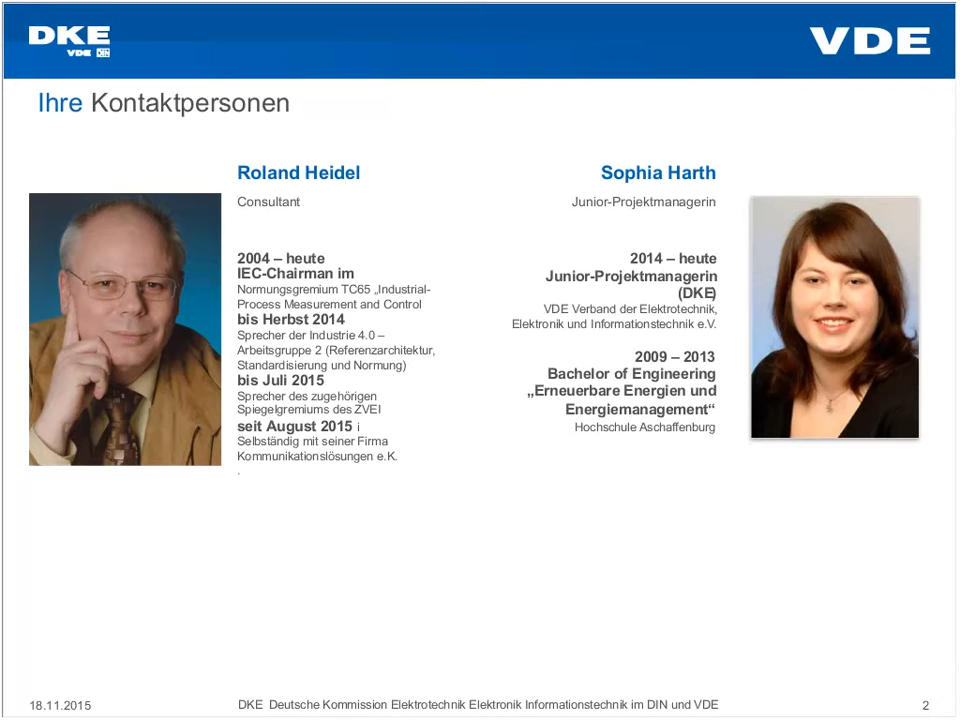 DKE
VDE DIN
VDE
Ihre Kontaktpersonen
Roland Heidel
Consultant
2004 – heute
IEC-Chairman im
Normungsgremium TC65 „Industrial-
Process Measurement and Control
bis Herbst 2014
Sprecher der Industrie 4.0 –
Arbeitsgruppe 2 (Referenzarchitektur,
Standardisierung und Normung)
bis Juli 2015
Sprecher des zugehörigen
Spiegelgremiums des ZVEI
seit August 2015 i
Selbständig mit seiner Firma
Kommunikationslösungen e.K.
.
Sophia Harth
Junior-Projektmanagerin
2014 – heute
Junior-Projektmanagerin
(DKE)
VDE Verband der Elektrotechnik,
Elektronik und Informationstechnik e.V.
2009 – 2013
Bachelor of Engineering
„Erneuerbare Energien und
Energiemanagement“
Hochschule Aschaffenburg
18.11.2015
DKE Deutsche Kommission Elektrotechnik Elektronik Informationstechnik im DIN und VDE
2